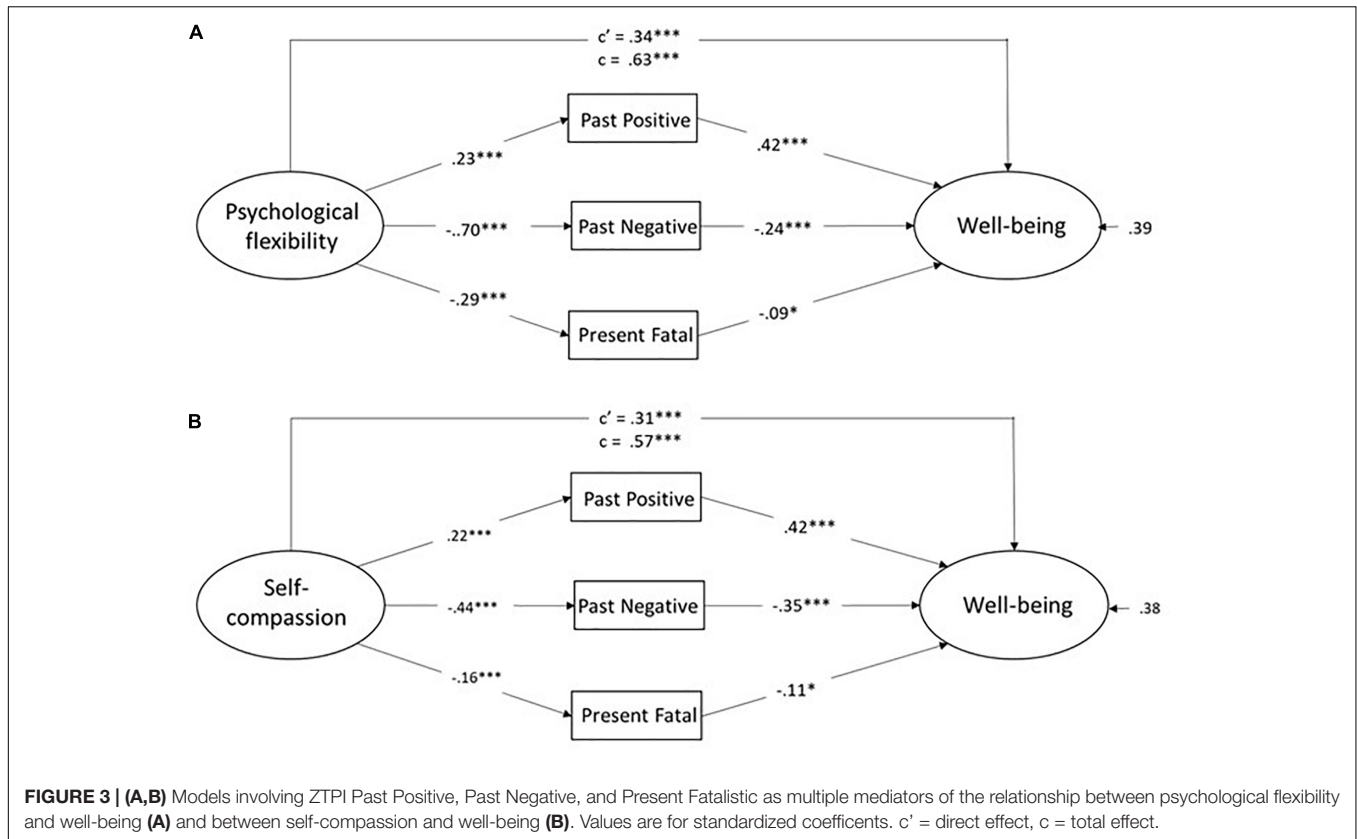 A
c' = .34***
c = .63***
Past Positive
.23***
.42***
Psychological
flexibility
-..70***
Past Negative
-.24***
Well-being
.39
-.29***
-.09*
Present Fatal
B
c' = .31***
c = .57***
Past Positive
.22***
.42***
Self-
compassion
-.44***
Past Negative
-.35***
Well-being
.38
-.16***
-.11*
Present Fatal
FIGURE 3 | (A,B) Models involving ZTPI Past Positive, Past Negative, and Present Fatalistic as multiple mediators of the relationship between psychological flexibility
and well-being (A) and between self-compassion and well-being (B). Values are for standardized coefficents. c' = direct effect, c = total effect.